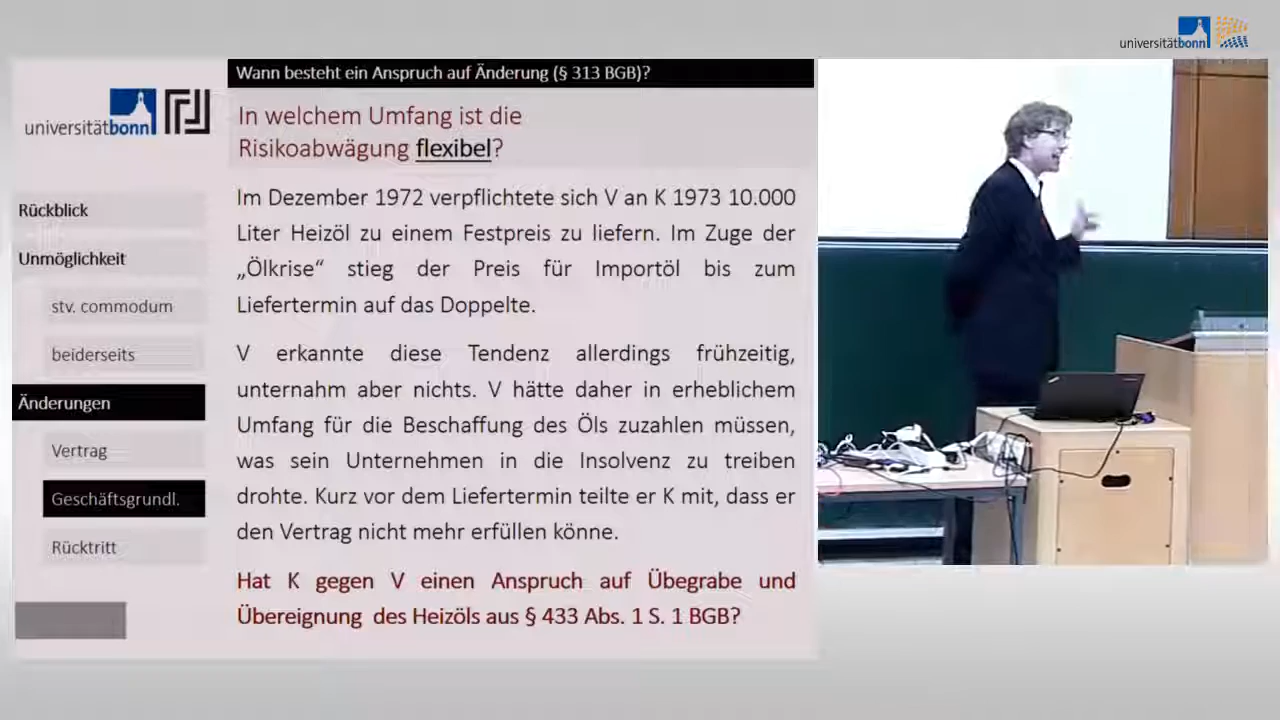 universitätbonn
universitätbonn
Rückblick
Unmöglichkeit
stv. commodum
beiderseits
Änderungen
Vertrag
Geschäftsgrundl.
Rücktritt
Wann besteht ein Anspruch auf Änderung (§ 313 BGB)?
In welchem Umfang ist die
Risikoabwägung flexibel?
Im Dezember 1972 verpflichtete sich V an K 1973 10.000
Liter Heizöl zu einem Festpreis zu liefern. Im Zuge der
„Ölkrise“ stieg der Preis für Importöl bis zum
Liefertermin auf das Doppelte.
V erkannte diese Tendenz allerdings frühzeitig,
unternahm aber nichts. V hätte daher in erheblichem
Umfang für die Beschaffung des Öls zuzahlen müssen,
was sein Unternehmen in die Insolvenz zu treiben
drohte. Kurz vor dem Liefertermin teilte er K mit, dass er
den Vertrag nicht mehr erfüllen könne.
Hat K gegen V einen Anspruch auf Übegrabe und
Übereignung des Heizöls aus § 433 Abs. 1 S. 1 BGB?